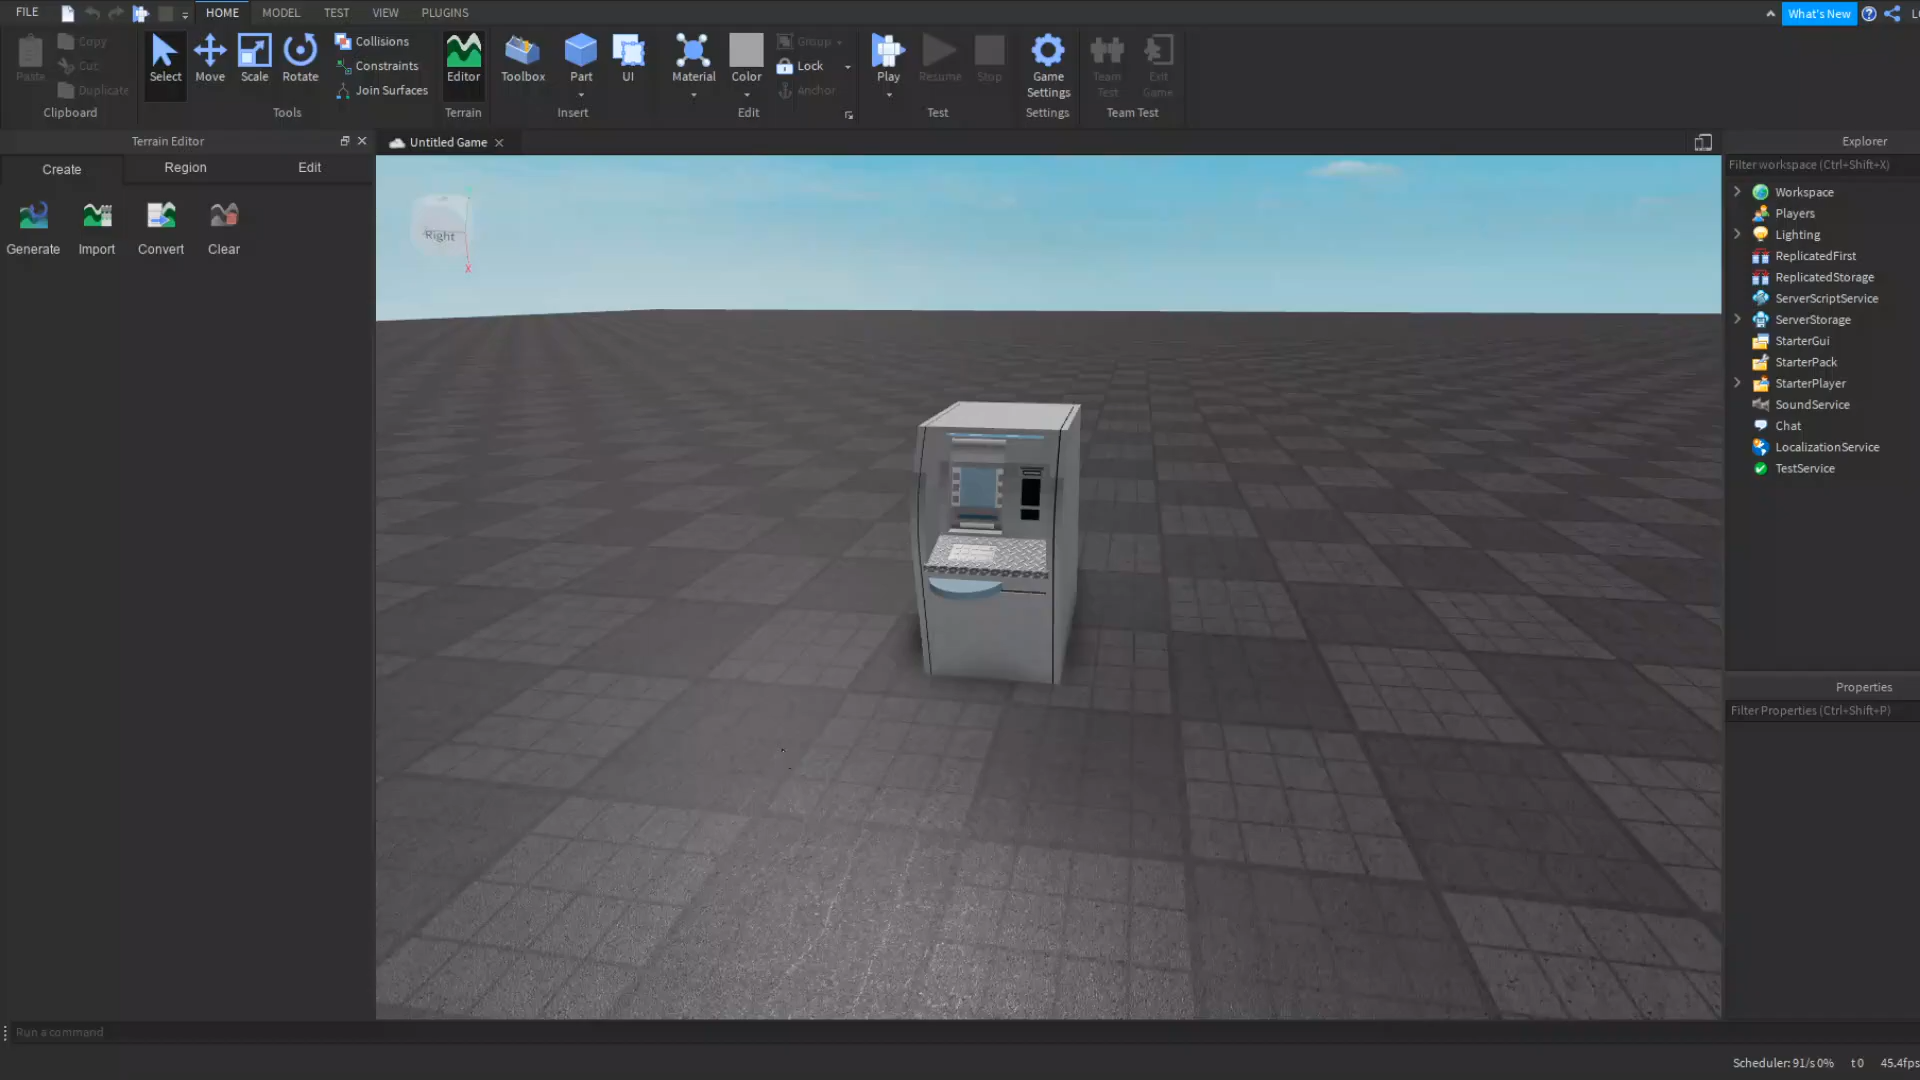 FILE
HOME
MODEL
TEST
VIEW
PLUGINS
What's New
Paste
Copy
Cut
Duplicate
Clipboard
Select
Move
Scale
Rotate
Collisions
Constraints
Join Surfaces
Tools
Editor
Terrain
Toolbox
Part
UI
Insert
Material
Color
Group
Lock
Anchor
Edit
Play
Resume
Stop
Test
Game
Settings
Settings
Team
Test
Exit
Game
Team Test
Terrain Editor
Create
Region
Edit
Generate
Import
Convert
Clear
Untitled Game
Right
X
Explorer
Filter workspace (Ctrl+Shift+X)
Workspace
Players
Lighting
ReplicatedFirst
ReplicatedStorage
ServerScriptService
ServerStorage
StarterGui
StarterPack
StarterPlayer
SoundService
Chat
LocalizationService
TestService
Properties
Filter Properties (Ctrl+Shift+P)
Run a command
Scheduler: 91/s 0%
t 0
45.4fps